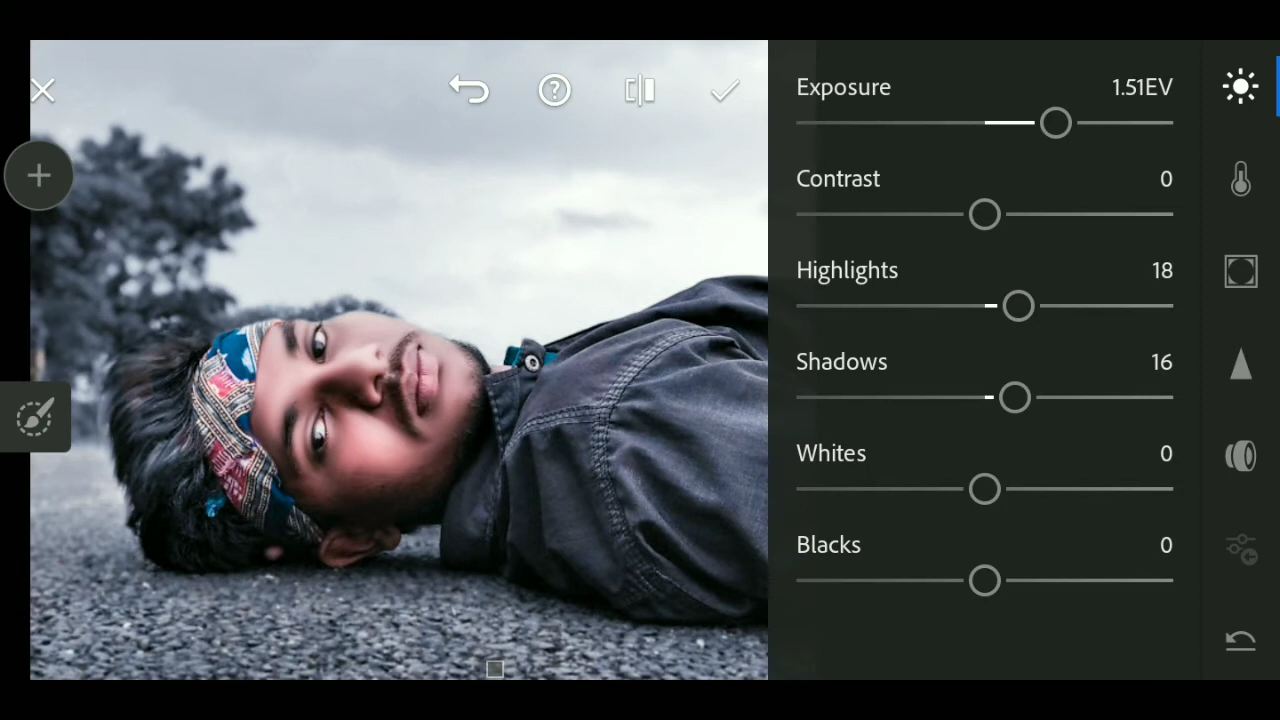 Exposure 1.51EV
Contrast 0
Highlights 18
Shadows 16
Whites 0
Blacks 0